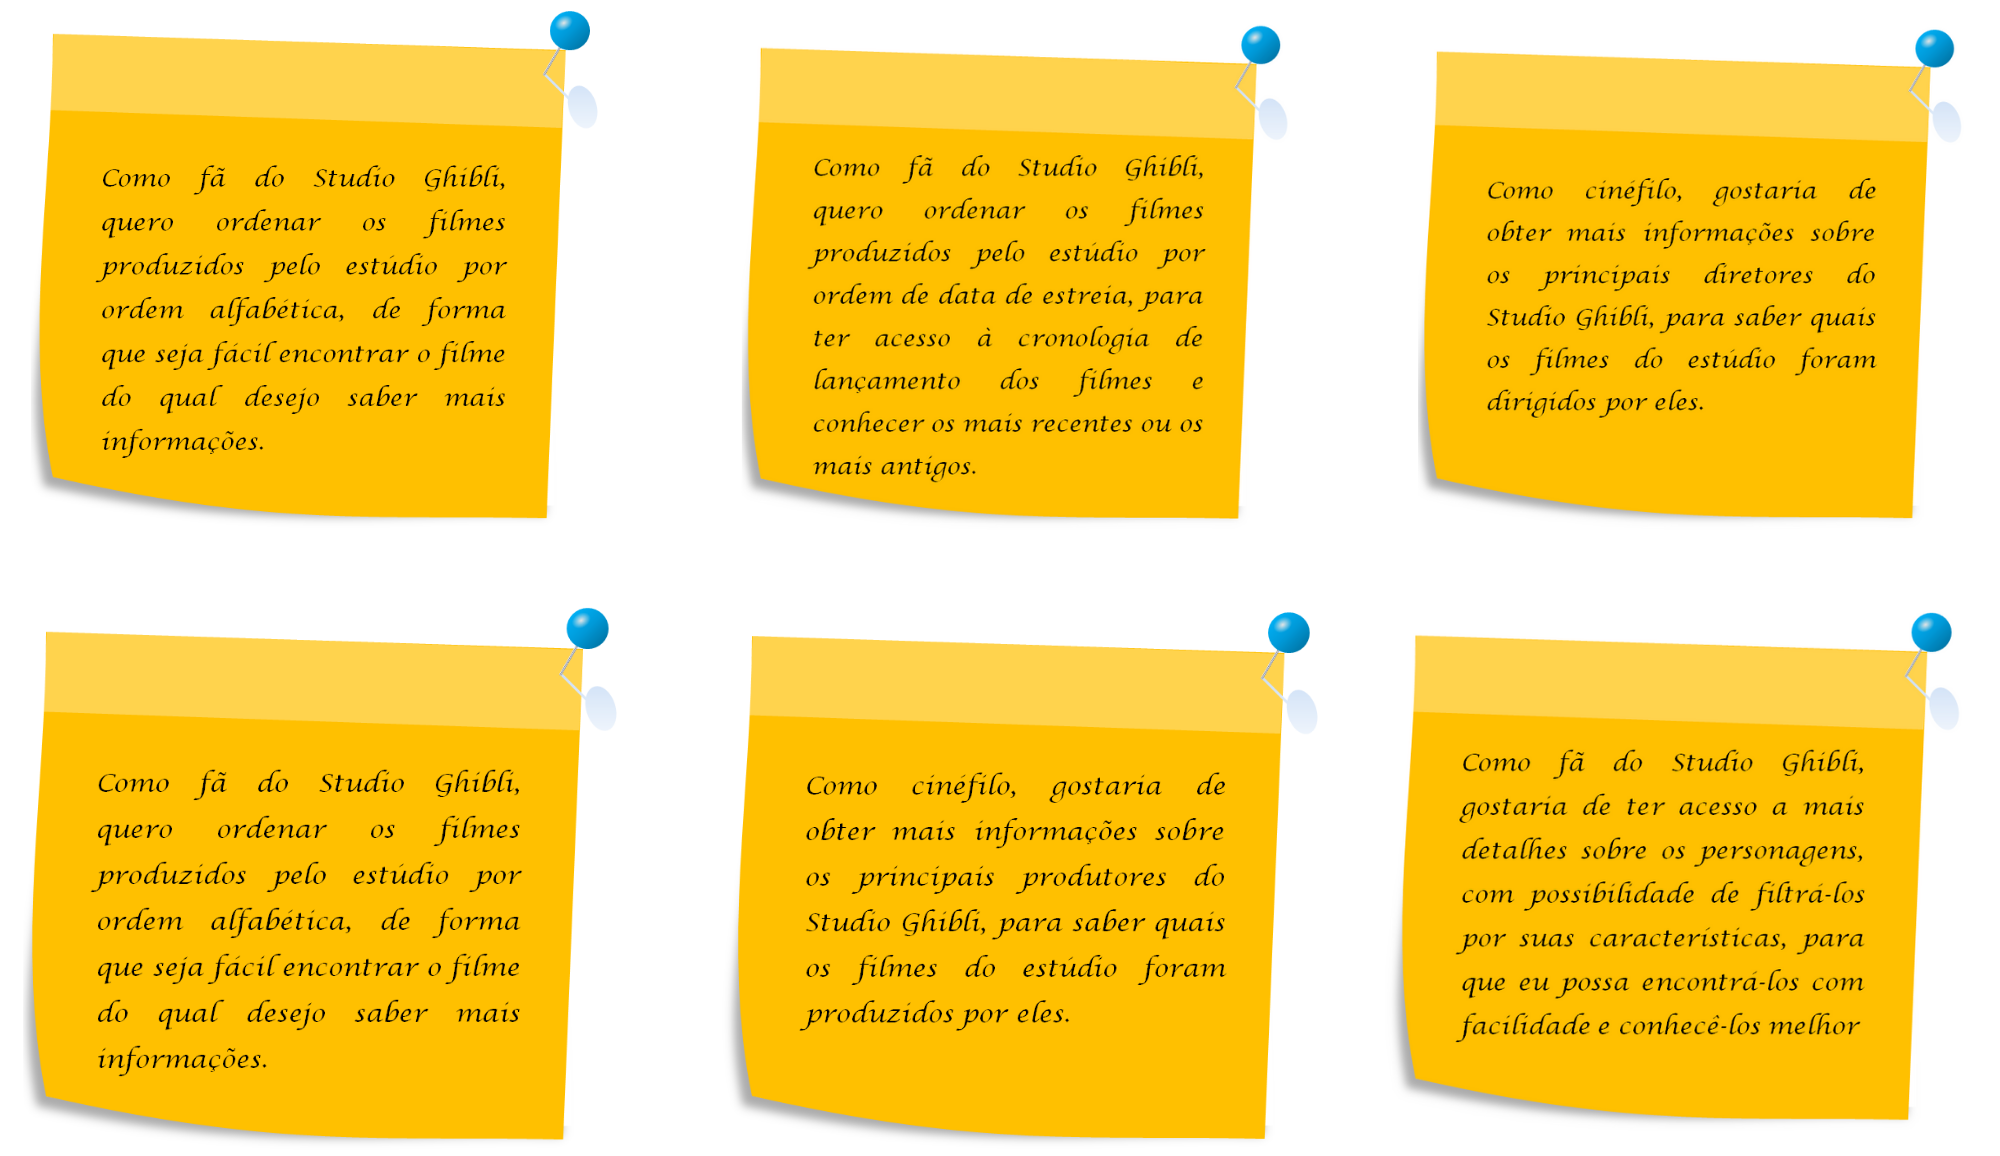 Como fã do Studio Ghibli,
quero ordenar os filmes
produzidos pelo estúdio por
ordem alfabética, de forma
que seja fácil encontrar o filme
do qual desejo saber mais
informações.
Como fã do Studio Ghibli,
quero ordenar os filmes
produzidos pelo estúdio por
ordem de data de estreia, para
ter acesso à cronologia de
lançamento dos filmes e
conhecer os mais recentes ou os
mais antigos.
Como cinéfilo, gostaria de
obter mais informações sobre
os principais diretores do
Studio Ghibli, para saber quais
os filmes do estúdio foram
dirigidos por eles.
Como fã do Studio Ghibli,
quero ordenar os filmes
produzidos pelo estúdio por
ordem alfabética, de forma
que seja fácil encontrar o filme
do qual desejo saber mais
informações.
Como cinéfilo, gostaria de
obter mais informações sobre
os principais produtores do
Studio Ghibli, para saber quais
os filmes do estúdio foram
produzidos por eles.
Como fã do Studio Ghibli,
gostaria de ter acesso a mais
detalhes sobre os personagens,
com possibilidade de filtrá-los
por suas características, para
que eu possa encontrá-los com
facilidade e conhecê-los melhor